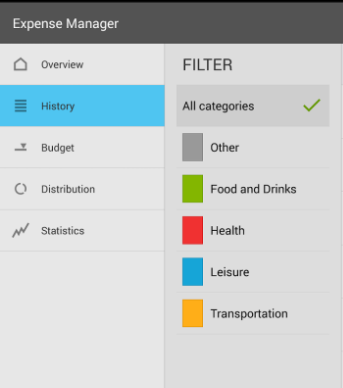 Expense Manager
Overview
History
Budget
Distribution
Statistics
FILTER
All categories
Other
Food and Drinks
Health
Leisure
Transportation